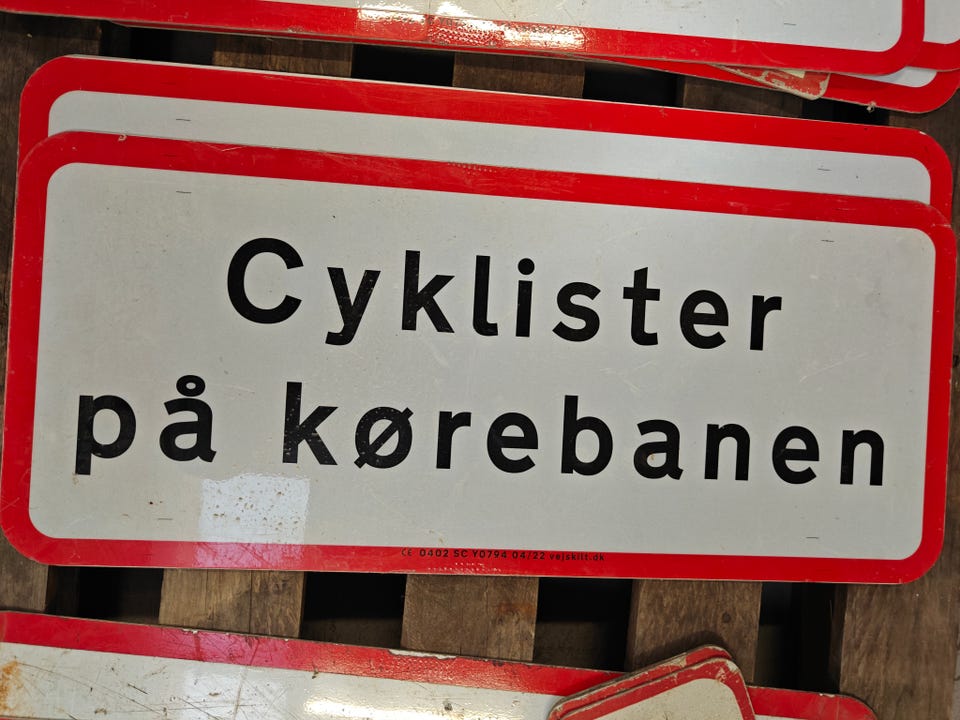 Cyklister
på kørebanen
CE 0402 SC Y0794 04/22 vejskilt.dk